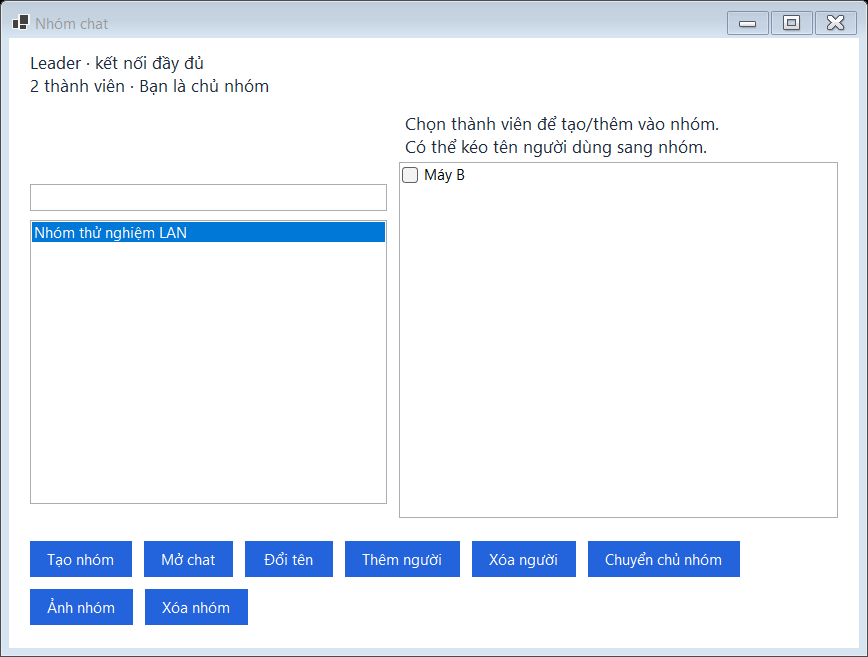 Nhóm chat
Leader · kết nối đầy đủ
2 thành viên · Bạn là chủ nhóm
Chọn thành viên để tạo/thêm vào nhóm.
Có thể kéo tên người dùng sang nhóm.
Máy B
Nhóm thử nghiệm LAN
Tạo nhóm
Mở chat
Đổi tên
Thêm người
Xóa người
Chuyển chủ nhóm
Ảnh nhóm
Xóa nhóm